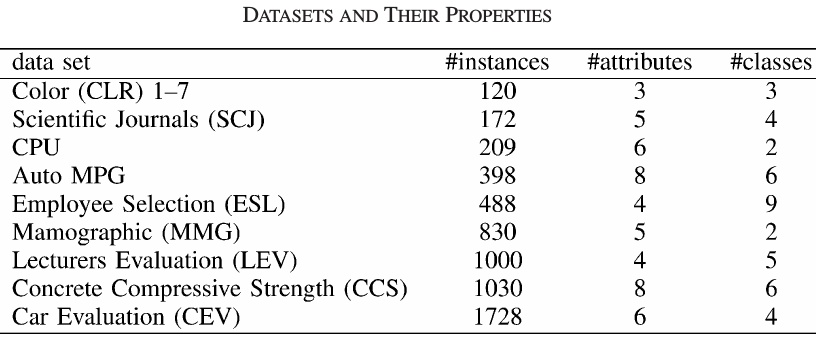 DATASETS AND THEIR PROPERTIES
data set #instances #attributes #classes
Color (CLR) 1–7 120 3 3
Scientific Journals (SCJ) 172 5 4
CPU 209 6 2
Auto MPG 398 8 6
Employee Selection (ESL) 488 4 9
Mamographic (MMG) 830 5 2
Lecturers Evaluation (LEV) 1000 4 5
Concrete Compressive Strength (CCS) 1030 8 6
Car Evaluation (CEV) 1728 6 4